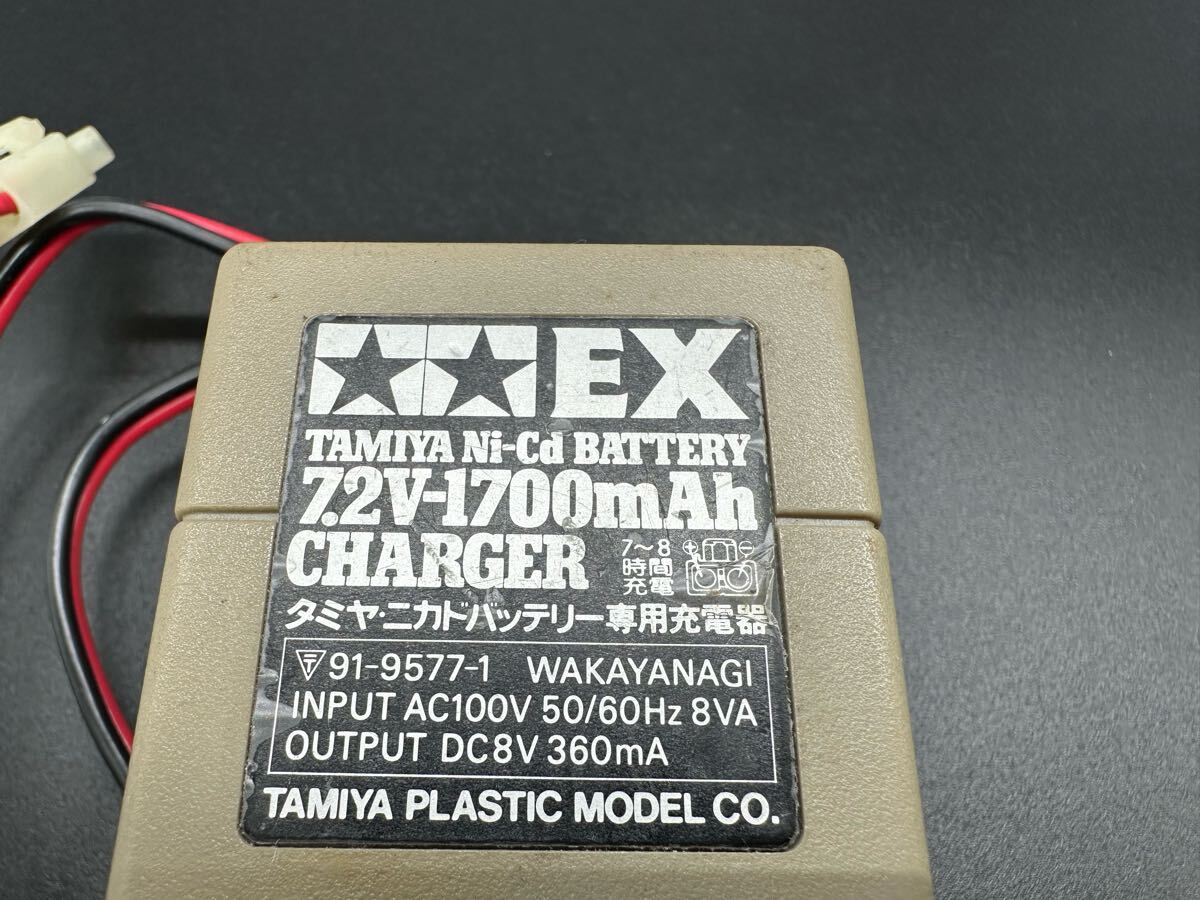 EX
TAMIYA Ni-Cd BATTERY
7.2V-1700mAh
CHARGER
7〜8
時間
充電
⊕ ⊖
タミヤ・ニカドバッテリー専用充電器
〒91-9577-1 WAKAYANAGI
INPUT AC100V 50/60Hz 8VA
OUTPUT DC8V 360mA
TAMIYA PLASTIC MODEL CO.